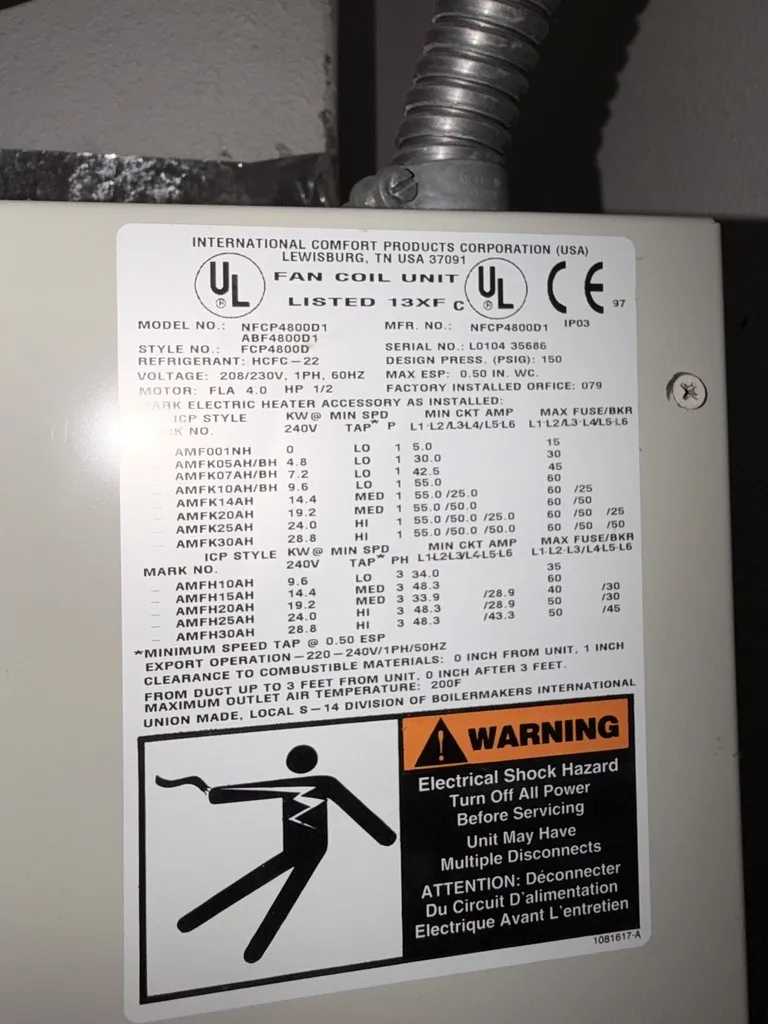 INTERNATIONAL COMFORT PRODUCTS CORPORATION (USA)
LEWISBURG, TN USA 37091
UL ® FAN COIL UNIT C UL ® CE 97
LISTED 13XF
MODEL NO.: NFCP4800D1 MFR. NO.: NFCP4800D1 IP03
ABF4800D1
STYLE NO.: FCP4800D SERIAL NO.: L0104 35686
REFRIGERANT: HCFC-22 DESIGN PRESS. (PSIG): 150
VOLTAGE: 208/230V, 1PH, 60HZ MAX ESP: 0.50 IN. WC.
MOTOR: FLA 4.0 HP 1/2 FACTORY INSTALLED ORFICE: 079
MARK ELECTRIC HEATER ACCESSORY AS INSTALLED:
ICP STYLE KW@ MIN SPD MIN CKT AMP MAX FUSE/BKR
RK NO. 240V TAP* P L1-L2/L3-L4/L5-L6 L1-L2/L3-L4/L5-L6
AMF001NH 0 LO 1 5.0 15
AMFK05AH/BH 4.8 LO 1 30.0 30
AMFK07AH/BH 7.2 LO 1 42.5 45
AMFK10AH/BH 9.6 LO 1 55.0 60
AMFK14AH 14.4 MED 1 55.0 /25.0 60 /25
AMFK20AH 19.2 MED 1 55.0 /50.0 60 /50
AMFK25AH 24.0 HI 1 55.0 /50.0 /25.0 60 /50 /25
AMFK30AH 28.8 HI 1 55.0 /50.0 /50.0 60 /50 /50
ICP STYLE KW@ MIN SPD MIN CKT AMP MAX FUSE/BKR
MARK NO. 240V TAP* PH L1-L2-L3/L4-L5-L6 L1-L2-L3/L4-L5-L6
AMFH10AH 9.6 LO 3 34.0 35
AMFH15AH 14.4 MED 3 48.3 60
AMFH20AH 19.2 MED 3 33.9 /28.9 40 /30
AMFH25AH 24.0 HI 3 48.3 /28.9 50 /30
AMFH30AH 28.8 HI 3 48.3 /43.3 50 /45
*MINIMUM SPEED TAP @ 0.50 ESP
EXPORT OPERATION-220-240V/1PH/50HZ
CLEARANCE TO COMBUSTIBLE MATERIALS: 0 INCH FROM UNIT, 1 INCH
FROM DUCT UP TO 3 FEET FROM UNIT, 0 INCH AFTER 3 FEET.
MAXIMUM OUTLET AIR TEMPERATURE: 200F
UNION MADE, LOCAL S-14 DIVISION OF BOILERMAKERS INTERNATIONAL
WARNING
Electrical Shock Hazard
Turn Off All Power
Before Servicing
Unit May Have
Multiple Disconnects
ATTENTION: Déconnecter
Du Circuit D'alimentation
Electrique Avant L'entretien
1081617-A